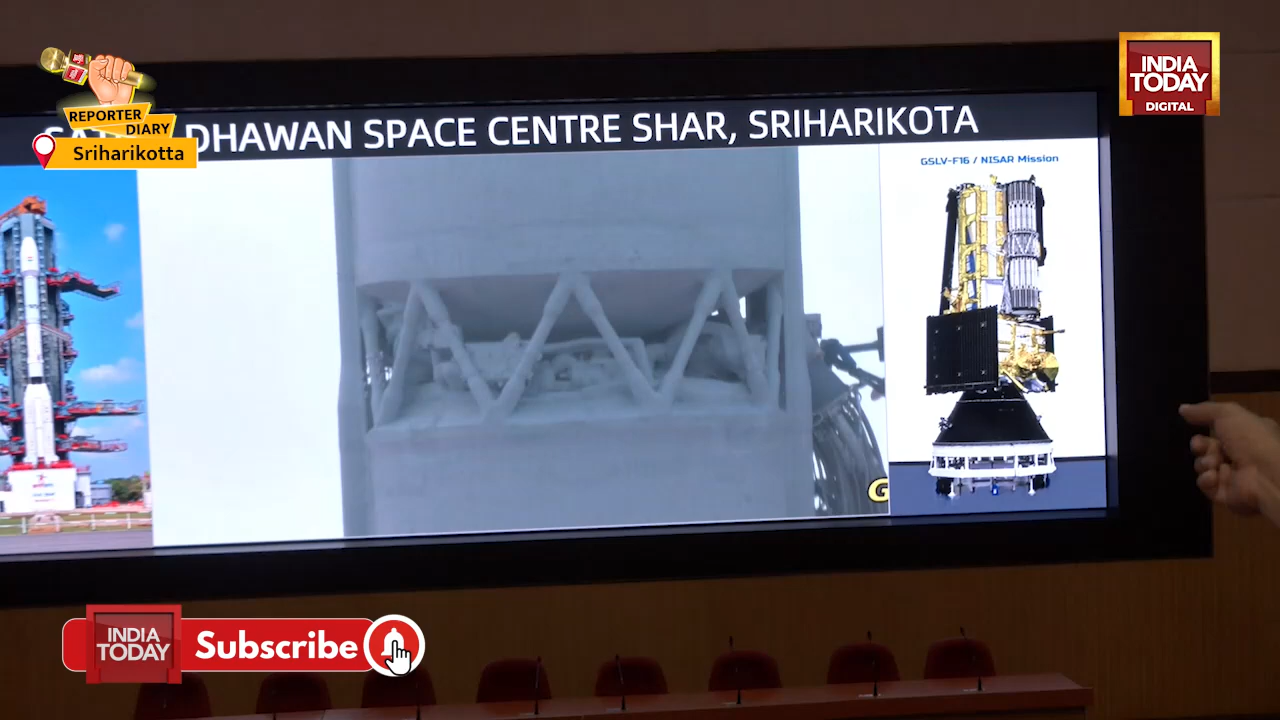 REPORTER
DIARY
Sriharikotta
INDIA
TODAY
DIGITAL
DHAWAN SPACE CENTRE SHAR, SRIHARIKOTA
GSLV-F16 / NISAR Mission
G
INDIA
TODAY
Subscribe